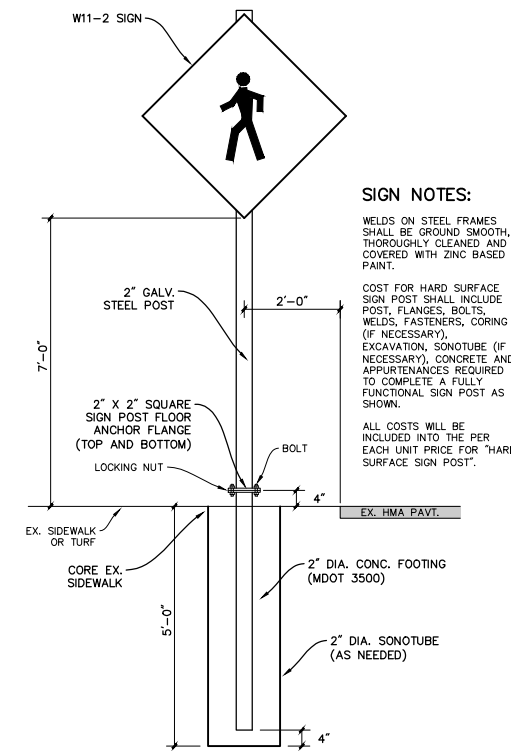 W11-2 SIGN
SIGN NOTES:
WELDS ON STEEL FRAMES
SHALL BE GROUND SMOOTH,
THOROUGHLY CLEANED AND
COVERED WITH ZINC BASED
PAINT.
COST FOR HARD SURFACE
SIGN POST SHALL INCLUDE
POST, FLANGES, BOLTS,
WELDS, FASTENERS, CORING
(IF NECESSARY),
EXCAVATION, SONOTUBE (IF
NECESSARY), CONCRETE AND
APPURTENANCES REQUIRED
TO COMPLETE A FULLY
FUNCTIONAL SIGN POST AS
SHOWN.
ALL COSTS WILL BE
INCLUDED INTO THE PER
EACH UNIT PRICE FOR "HARD
SURFACE SIGN POST".
2" GALV.
STEEL POST
2'-0"
7'-0"
2" X 2" SQUARE
SIGN POST FLOOR
ANCHOR FLANGE
(TOP AND BOTTOM)
BOLT
LOCKING NUT
4"
EX. HMA PAVT.
EX. SIDEWALK
OR TURF
CORE EX.
SIDEWALK
2" DIA. CONC. FOOTING
(MDOT 3500)
5'-0"
2" DIA. SONOTUBE
(AS NEEDED)
4"